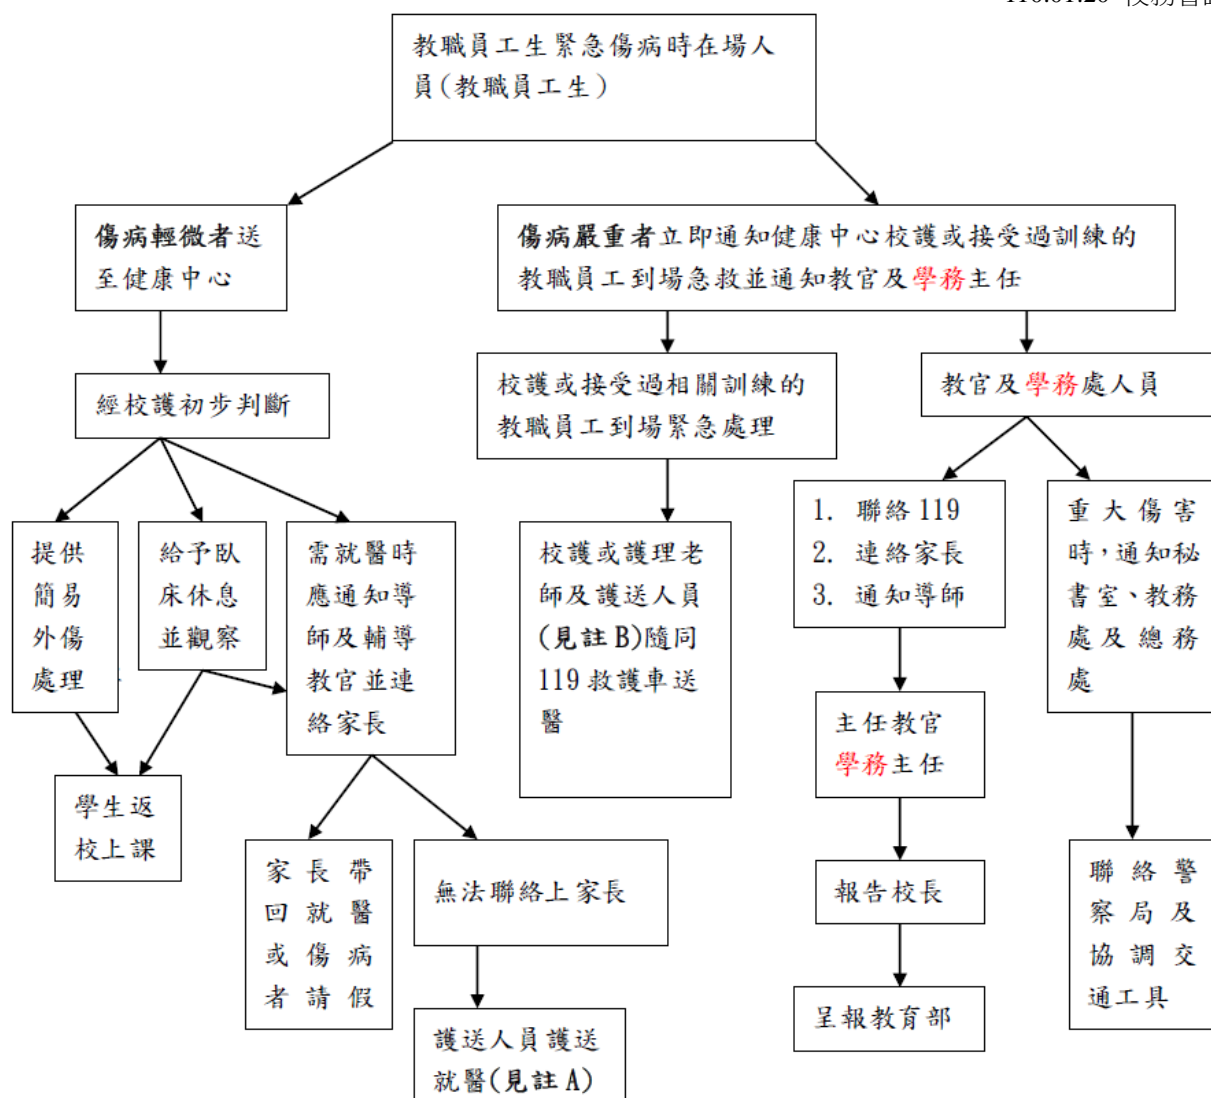 教職員工生緊急傷病時在場人
員(教職員工生)
傷病輕微者送
至健康中心
傷病嚴重者立即通知健康中心校護或接受過訓練的
教職員工到場急救並通知教官及學務主任
經校護初步判斷
校護或接受過相關訓練的
教職員工到場緊急處理
教官及學務處人員
提供
簡易
外傷
處理
給予臥
床休息
並觀察
需就醫時
應通知導
師及輔導
教官並連
絡家長
校護或護理老
師及護送人員
(見註 B)隨同
119 救護車送
醫
1. 聯絡 119
2. 連絡家長
3. 通知導師
重大傷害
時,通知秘
書室、教務
處及總務
處
主任教官
學務主任
學生返
校上課
家長帶
回就醫
或傷病
者請假
無法聯絡上家長
報告校長
聯絡警
察局及
協調交
通工具
護送人員護送
就醫(見註 A)
呈報教育部